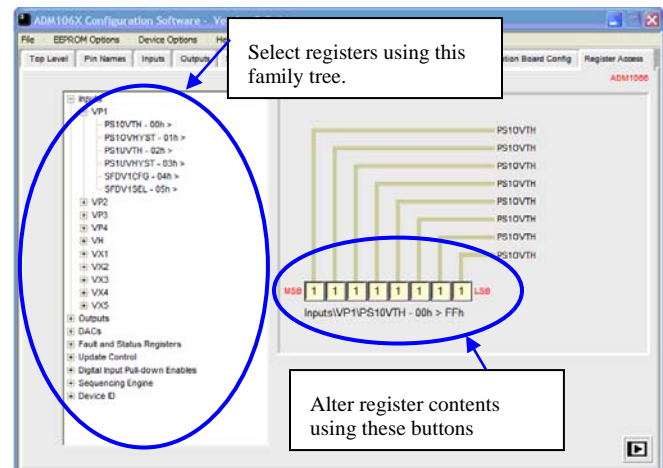 ADM106X Configuration Software - Ve
File EEPROM Options Device Options He
Top Level Pin Names Inputs Outputs
tion Board Config Register Access
ADM1066
Select registers using this
family tree.
Inputs
VP1
PS1OVTH - 00h >
PS1OVHYST - 01h >
PS1UVTH - 02h >
PS1UVHYST - 03h >
SFDV1CFG - 04h >
SFDV1SEL - 05h >
VP2
VP3
VP4
VH
VX1
VX2
VX3
VX4
VX5
Outputs
DACs
Fault and Status Registers
Update Control
Digital Input Pull-down Enables
Sequencing Engine
Device ID
PS1OVTH
PS1OVTH
PS1OVTH
PS1OVTH
PS1OVTH
PS1OVTH
PS1OVTH
PS1OVTH
MSB 1 1 1 1 1 1 1 1 LSB
Inputs\VP1\PS1OVTH - 00h > FFh
Alter register contents
using these buttons